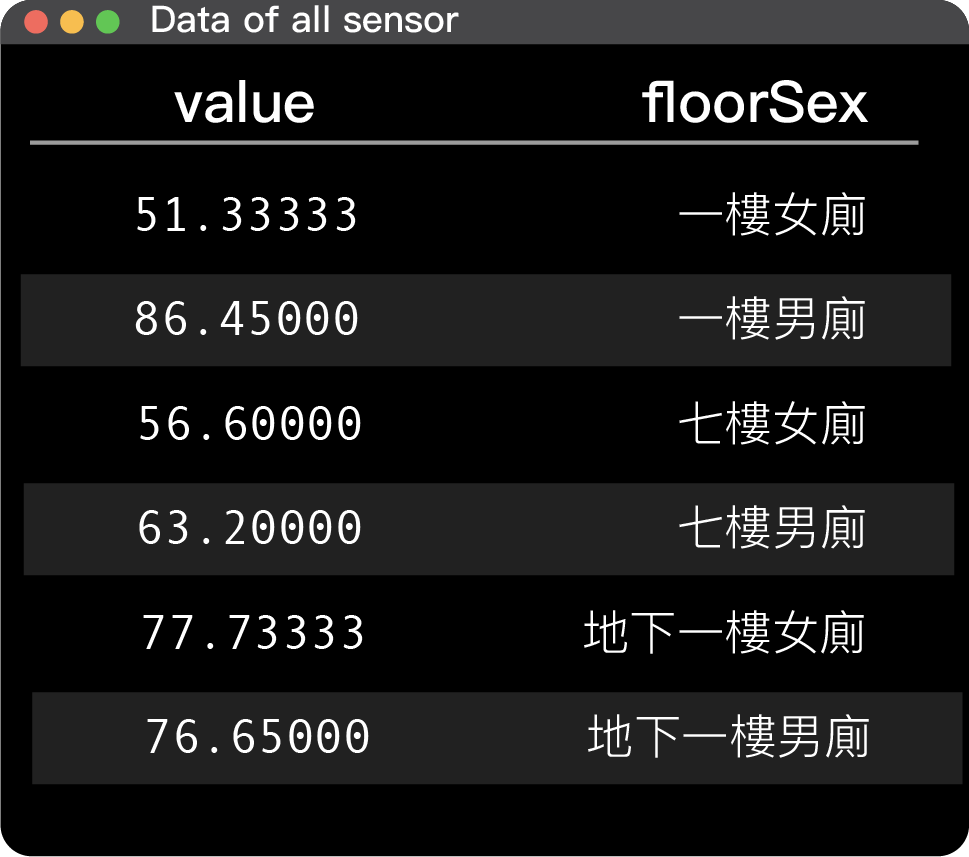 Data of all sensor
value floorSex
51.33333 一樓女廁
86.45000 一樓男廁
56.60000 七樓女廁
63.20000 七樓男廁
77.73333 地下一樓女廁
76.65000 地下一樓男廁